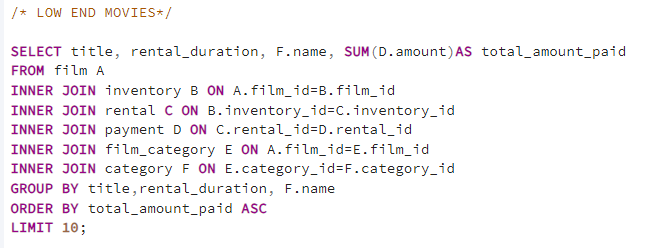 /* LOW END MOVIES*/
SELECT title, rental_duration, F.name, SUM(D.amount)AS total_amount_paid
FROM film A
INNER JOIN inventory B ON A.film_id=B.film_id
INNER JOIN rental C ON B.inventory_id=C.inventory_id
INNER JOIN payment D ON C.rental_id=D.rental_id
INNER JOIN film_category E ON A.film_id=E.film_id
INNER JOIN category F ON E.category_id=F.category_id
GROUP BY title,rental_duration, F.name
ORDER BY total_amount_paid ASC
LIMIT 10;